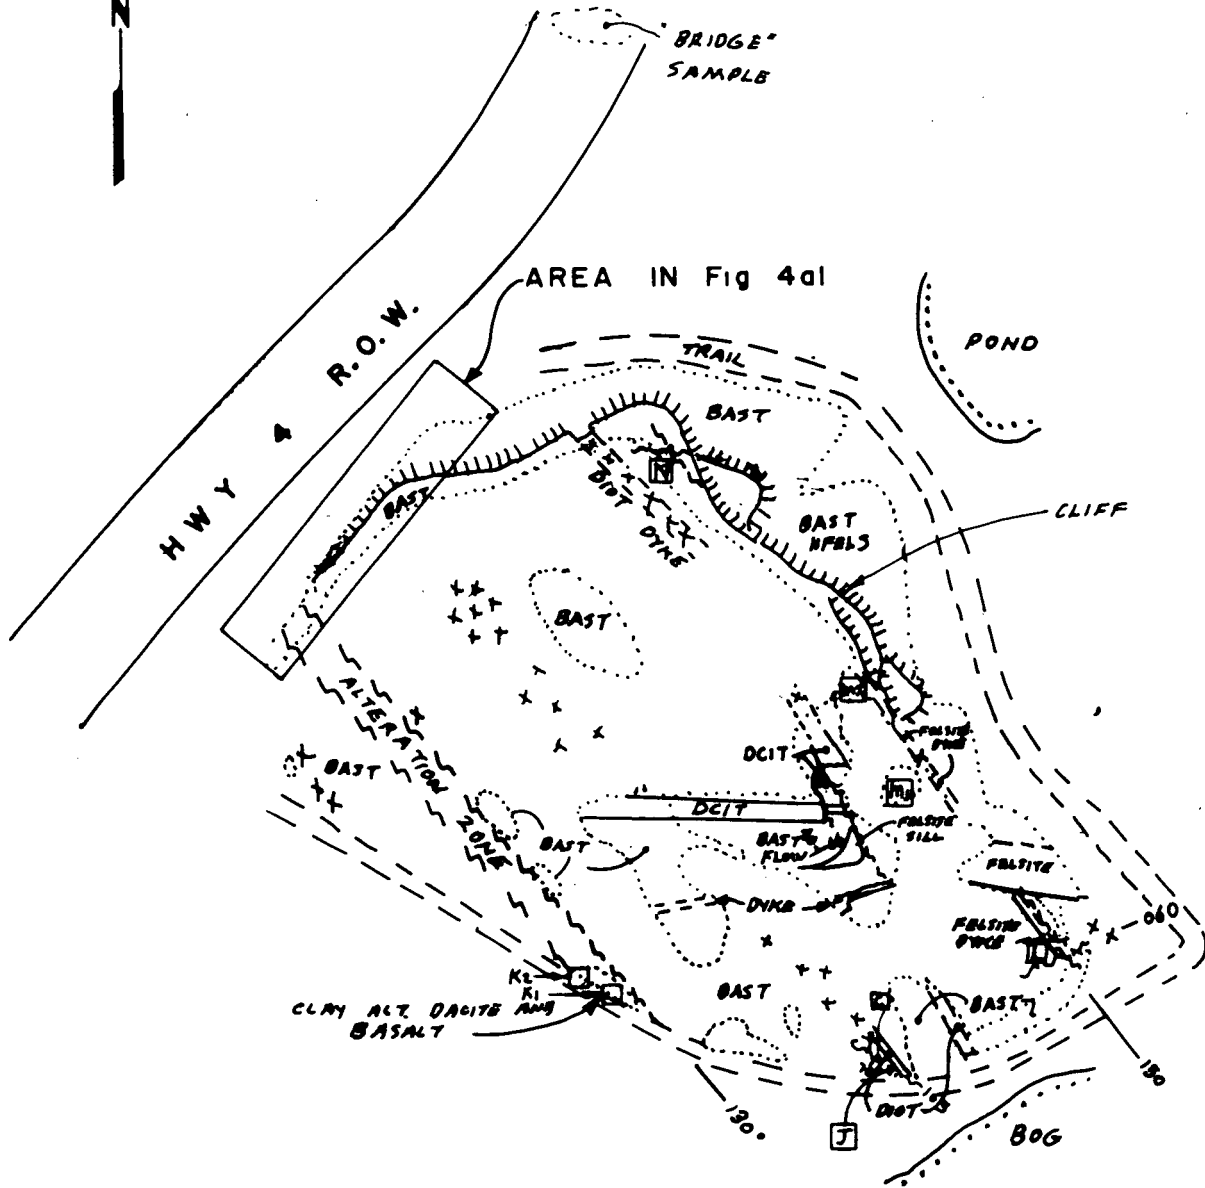 N
"BRIDGE"
SAMPLE
AREA IN Fig 4a1
HWY 4 R.O.W.
TRAIL
POND
BAST
BAST
DIOT
DYKE
N
BAST
HFELS
CLIFF
BAST
ALTERATION
ZONE
BAST
DCIT
FELSITE
DYKE
DCIT
BAST
FLOW
FELSITE
SILL
BAST
FELSITE
DYKE
FELSITE
DYKE
060
K2
K1
CLAY ALT. DACITE AND
BASALT
BAST
BAST
DIOT
J
130°
150
BOG